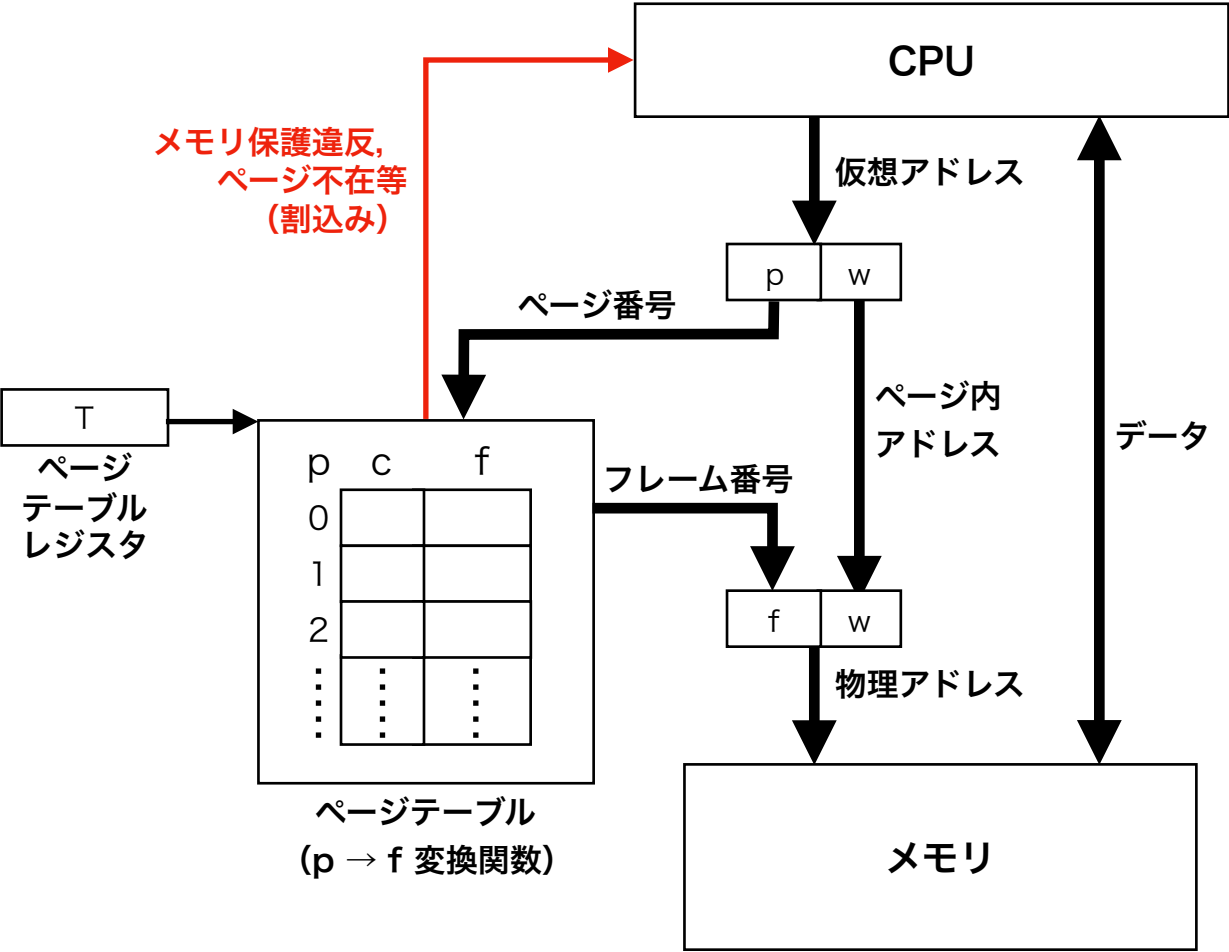 CPU
メモリ保護違反,
ページ不在等
（割込み）
仮想アドレス
p w
ページ番号
ページ内
アドレス
データ
T
ページ
テーブル
レジスタ
p c f
0
1
2
フレーム番号
f w
物理アドレス
ページテーブル
（p → f 変換関数）
メモリ